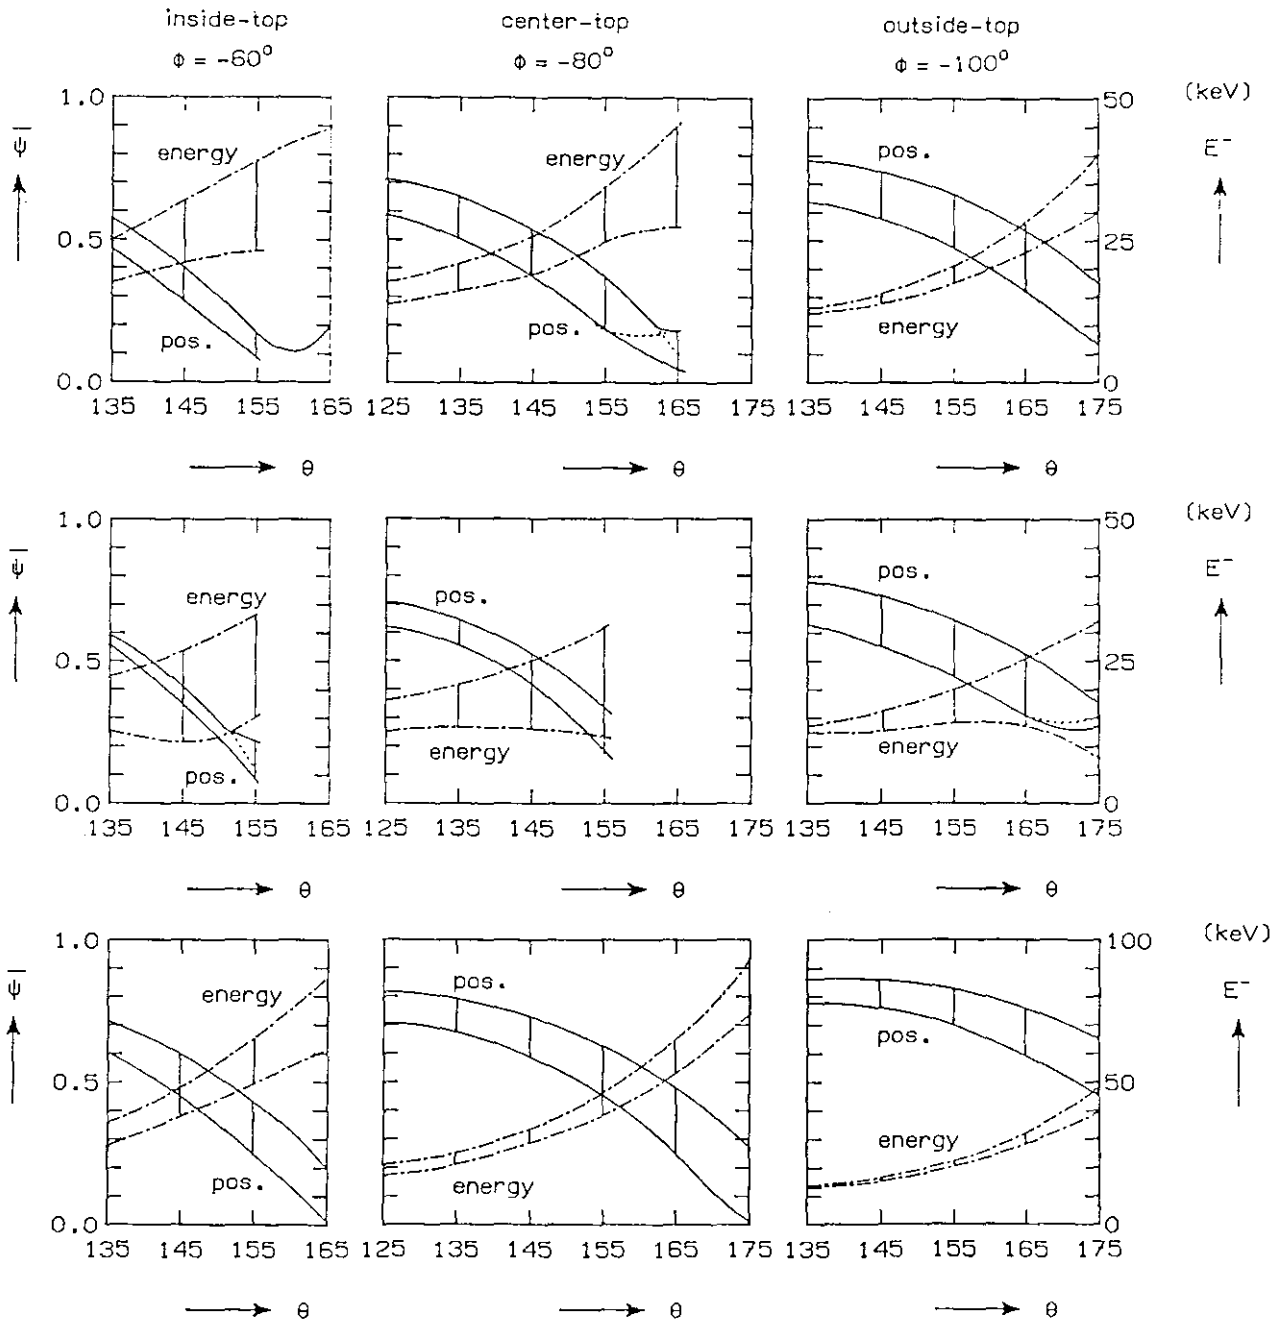 inside-top center-top outside-top
Φ = -60° Φ = -80° Φ = -100°
1.0 50 (keV)
ψ̄ energy energy pos. E⁻
0.5 25
pos. pos. energy
0.0 0
135 145 155 165 125 135 145 155 165 175 135 145 155 165 175
θ θ θ
1.0 50 (keV)
ψ̄ energy pos. pos. E⁻
0.5 25
pos. energy energy
0.0 0
135 145 155 165 125 135 145 155 165 175 135 145 155 165 175
θ θ θ
1.0 100 (keV)
ψ̄ energy pos. pos. E⁻
0.5 50
pos. energy energy
0.0 0
135 145 155 165 125 135 145 155 165 175 135 145 155 165 175
θ θ θ